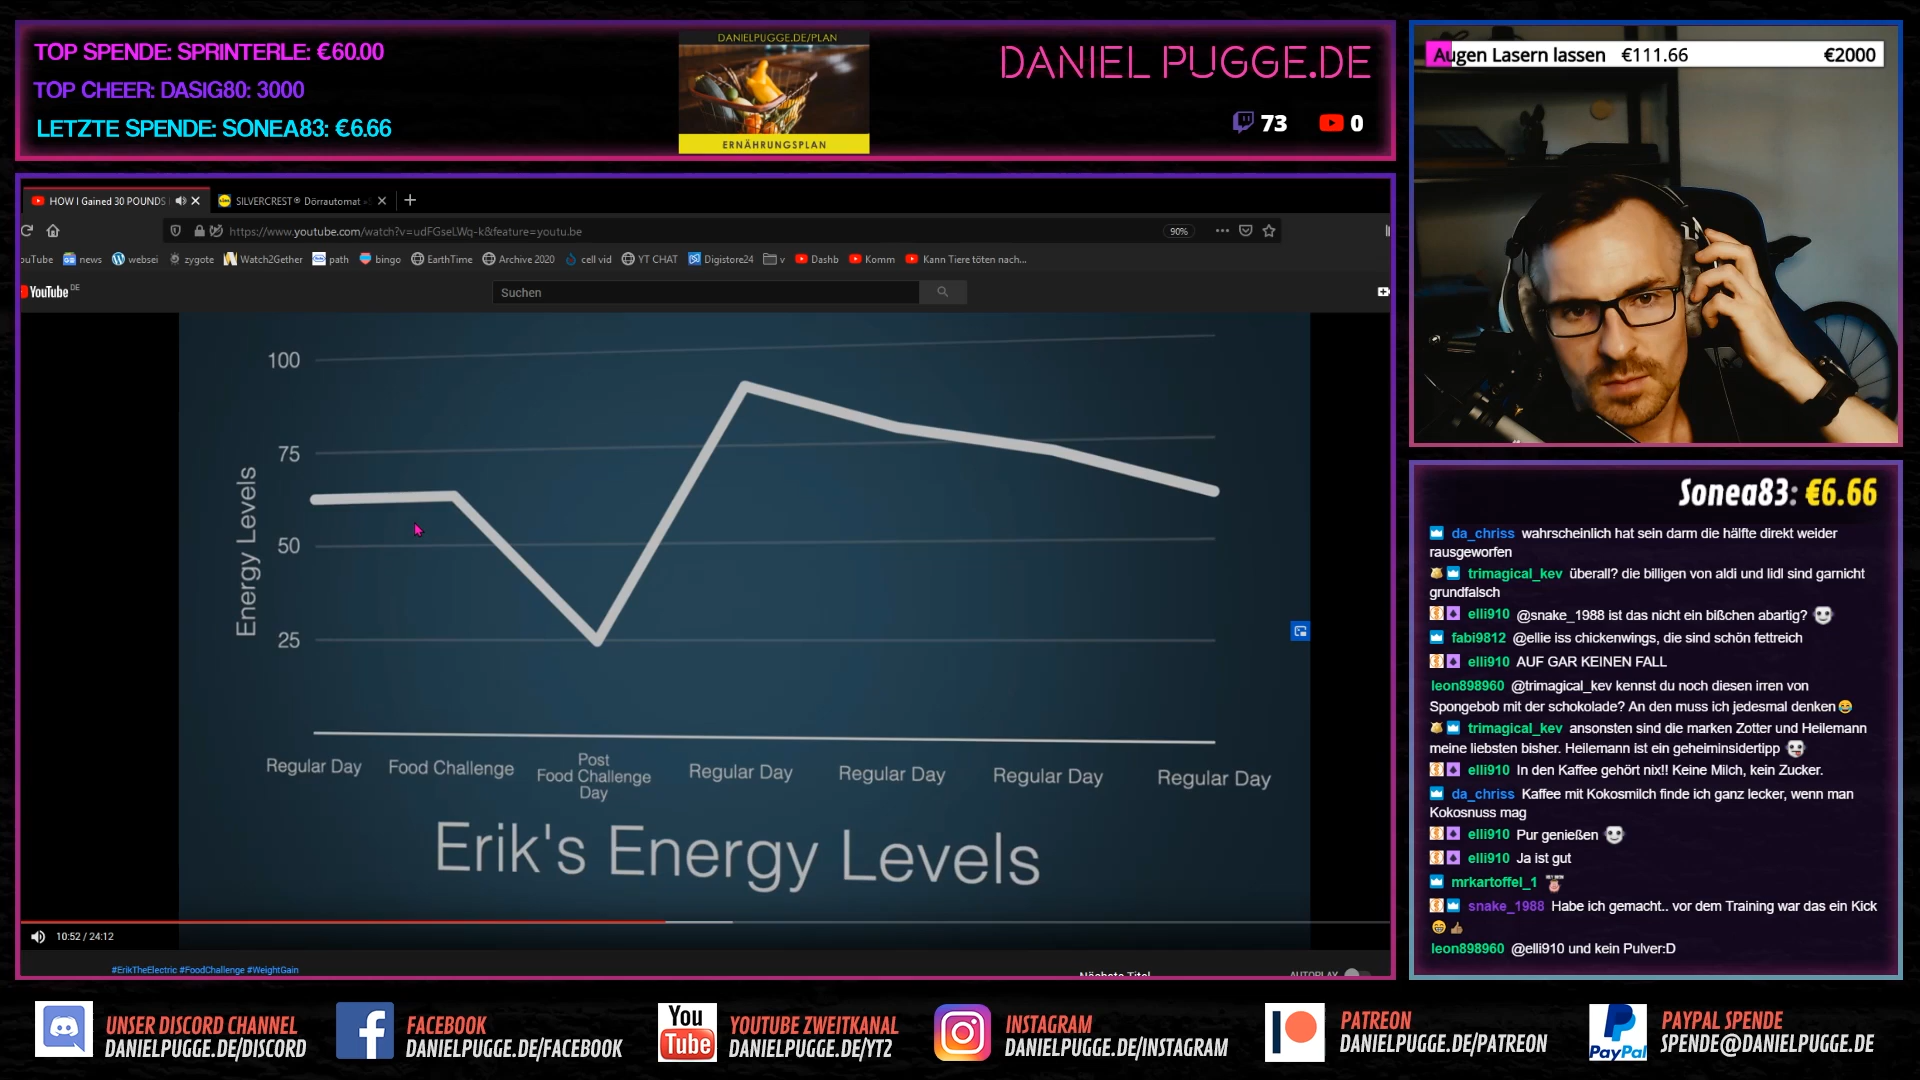 TOP SPENDE: SPRINTERLE: €60.00
TOP CHEER: DASIG80: 3000
LETZTE SPENDE: SONEA83: €6.66
DANIELPUGGE.DE/PLAN
ERNÄHRUNGSPLAN
DANIEL PUGGE.DE
73
0
Augen Lasern lassen €111.66 €2000
HOW I Gained 30 POUNDS
SILVERCREST® Dörrautomat
https://www.youtube.com/watch?v=udFGseLWq-k&feature=youtu.be
90%
ouTube news websei zygote Watch2Gether path bingo EarthTime Archive 2020 cell vid YT CHAT Digistore24 v Dashb Komm Kann Tiere töten nach...
YouTube DE
Suchen
100
75
50
25
Energy Levels
Regular Day
Food Challenge
Post
Food Challenge
Day
Regular Day
Regular Day
Regular Day
Regular Day
Erik's Energy Levels
10:52 / 24:12
#ErikTheElectric #FoodChallenge #WeightGain
Nächste Titel
AUTOPLAY
Sonea83: €6.66
da_chriss wahrscheinlich hat sein darm die hälfte direkt weider
rausgeworfen
trimagical_kev überall? die billigen von aldi und lidl sind garnicht
grundfalsch
elli910 @snake_1988 ist das nicht ein bißchen abartig?
fabi9812 @ellie iss chickenwings, die sind schön fettreich
elli910 AUF GAR KEINEN FALL
leon898960 @trimagical_kev kennst du noch diesen irren von
Spongebob mit der schokolade? An den muss ich jedesmal denken
trimagical_kev ansonsten sind die marken Zotter und Heilemann
meine liebsten bisher. Heilemann ist ein geheiminsidertipp
elli910 In den Kaffee gehört nix!! Keine Milch, kein Zucker.
da_chriss Kaffee mit Kokosmilch finde ich ganz lecker, wenn man
Kokosnuss mag
elli910 Pur genießen
elli910 Ja ist gut
mrkartoffel_1
snake_1988 Habe ich gemacht.. vor dem Training war das ein Kick
leon898960 @elli910 und kein Pulver:D
UNSER DISCORD CHANNEL
DANIELPUGGE.DE/DISCORD
FACEBOOK
DANIELPUGGE.DE/FACEBOOK
You
Tube
YOUTUBE ZWEITKANAL
DANIELPUGGE.DE/YT2
INSTAGRAM
DANIELPUGGE.DE/INSTAGRAM
PATREON
DANIELPUGGE.DE/PATREON
PayPal
PAYPAL SPENDE
SPENDE@DANIELPUGGE.DE